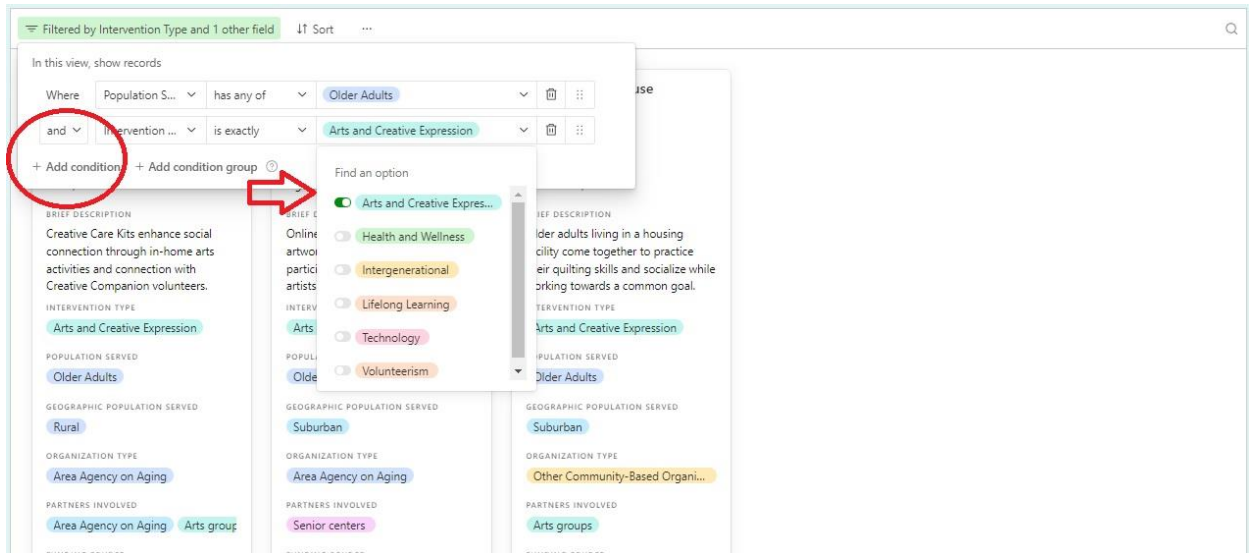 Filtered by Intervention Type and 1 other field Sort ...
In this view, show records
Where Population S... has any of Older Adults
and Intervention ... is exactly Arts and Creative Expression
+ Add condition + Add condition group ?
Find an option
Arts and Creative Expres...
Health and Wellness
Intergenerational
Lifelong Learning
Technology
Volunteerism
use
BRIEF DESCRIPTION
Creative Care Kits enhance social
connection through in-home arts
activities and connection with
Creative Companion volunteers.
INTERVENTION TYPE
Arts and Creative Expression
POPULATION SERVED
Older Adults
GEOGRAPHIC POPULATION SERVED
Rural
ORGANIZATION TYPE
Area Agency on Aging
PARTNERS INVOLVED
Area Agency on Aging Arts group
Online
artwo
partici
artists
Arts
Olde
GEOGRAPHIC POPULATION SERVED
Suburban
ORGANIZATION TYPE
Area Agency on Aging
PARTNERS INVOLVED
Senior centers
DESCRIPTION
lder adults living in a housing
cility come together to practice
eir quilting skills and socialize while
orking towards a common goal.
TERVENTION TYPE
Arts and Creative Expression
PULATION SERVED
Older Adults
GEOGRAPHIC POPULATION SERVED
Suburban
ORGANIZATION TYPE
Other Community-Based Organi...
PARTNERS INVOLVED
Arts groups